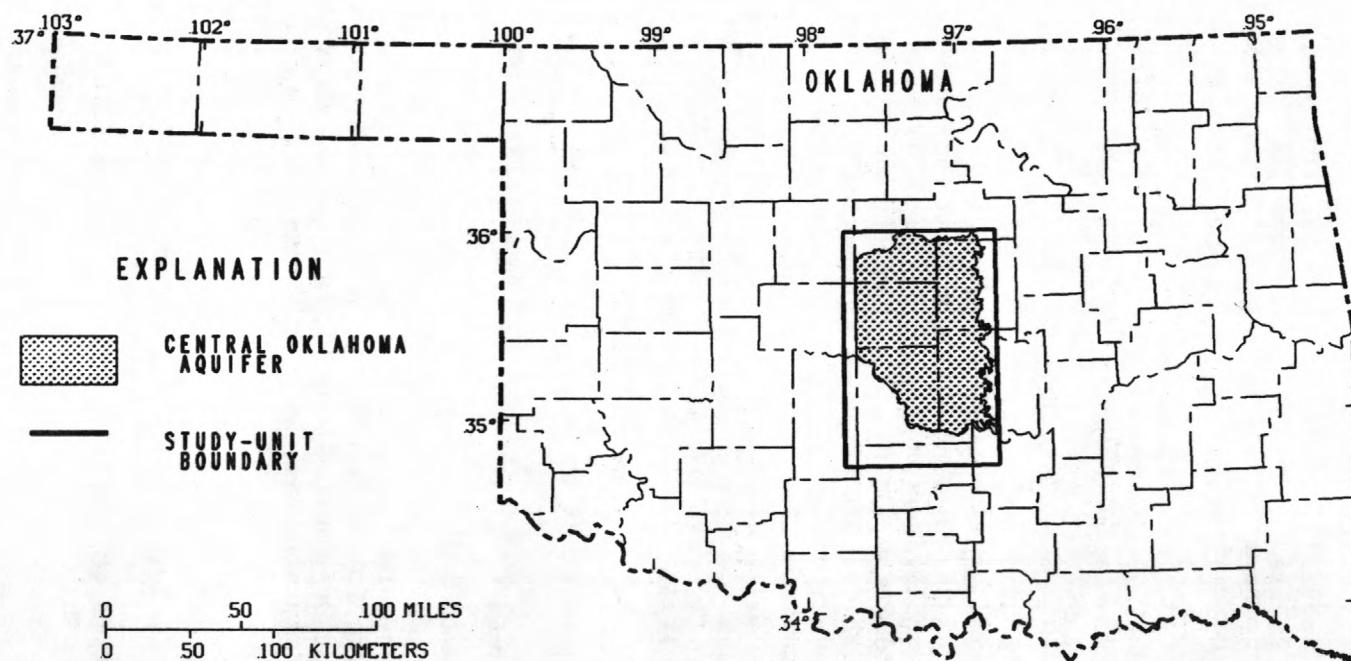 103° 102° 101° 100° 99° 98° 97° 96° 95°
37°
OKLAHOMA
36°
EXPLANATION
CENTRAL OKLAHOMA
AQUIFER
35°
STUDY-UNIT
BOUNDARY
0 50 100 MILES
34°
0 50 100 KILOMETERS